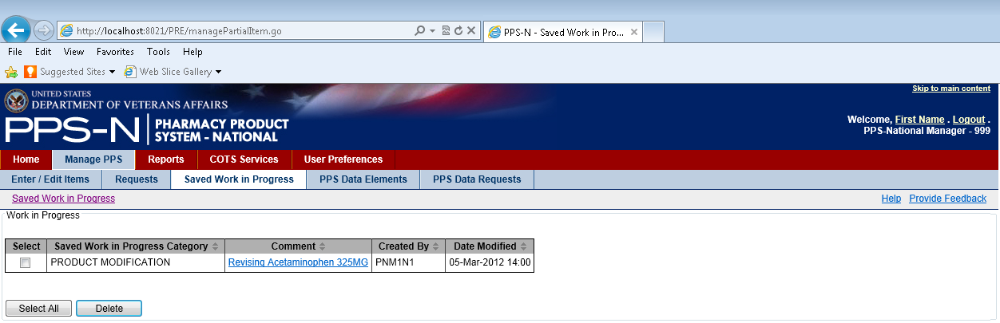 http://localhost:8021/PRE/managePartialItem.go
PPS-N - Saved Work in Pro...
File Edit View Favorites Tools Help
Suggested Sites Web Slice Gallery
Skip to main content
UNITED STATES
DEPARTMENT OF VETERANS AFFAIRS
PPS-N PHARMACY PRODUCT
SYSTEM - NATIONAL
Welcome, First Name . Logout .
PPS-National Manager - 999
Home Manage PPS Reports COTS Services User Preferences
Enter / Edit Items Requests Saved Work in Progress PPS Data Elements PPS Data Requests
Saved Work in Progress Help Provide Feedback
Work in Progress
Select Saved Work in Progress Category Comment Created By Date Modified
PRODUCT MODIFICATION Revising Acetaminophen 325MG PNM1N1 05-Mar-2012 14:00
Select All Delete